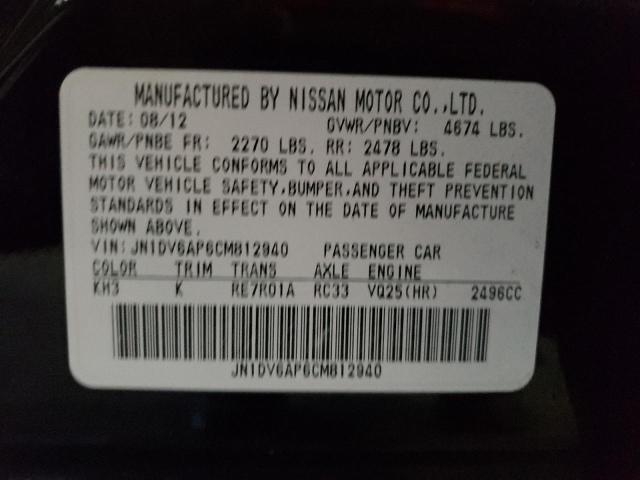 MANUFACTURED BY NISSAN MOTOR CO.,LTD.
DATE: 08/12 GVWR/PNBV: 4674 LBS.
GAWR/PNBE FR: 2270 LBS. RR: 2478 LBS.
THIS VEHICLE CONFORMS TO ALL APPLICABLE FEDERAL
MOTOR VEHICLE SAFETY,BUMPER,AND THEFT PREVENTION
STANDARDS IN EFFECT ON THE DATE OF MANUFACTURE
SHOWN ABOVE.
VIN: JN1DV6AP6CM812940 PASSENGER CAR
COLOR TRIM TRANS AXLE ENGINE
KH3 K RE7R01A RC33 VQ25(HR) 2496CC
JN1DV6AP6CM812940